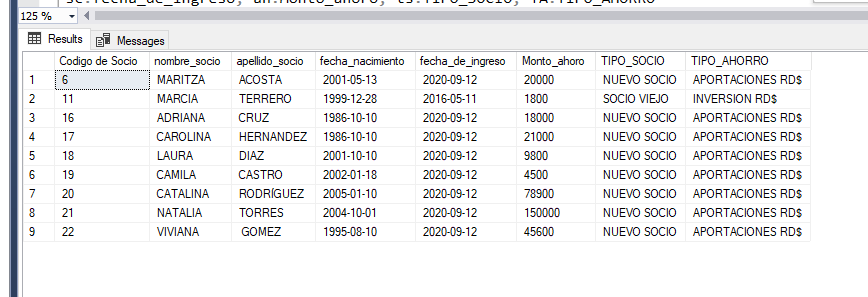 se.fecha_de_ingreso, ah.Monto_ahoro, ts.TIPO_SOCIO, TA.TIPO_AHORRO
125 %
Results Messages
Codigo de Socio nombre_socio apellido_socio fecha_nacimiento fecha_de_ingreso Monto_ahoro TIPO_SOCIO TIPO_AHORRO
1 6 MARITZA ACOSTA 2001-05-13 2020-09-12 20000 NUEVO SOCIO APORTACIONES RD$
2 11 MARCIA TERRERO 1999-12-28 2016-05-11 1800 SOCIO VIEJO INVERSION RD$
3 16 ADRIANA CRUZ 1986-10-10 2020-09-12 18000 NUEVO SOCIO APORTACIONES RD$
4 17 CAROLINA HERNANDEZ 1986-10-10 2020-09-12 21000 NUEVO SOCIO APORTACIONES RD$
5 18 LAURA DIAZ 2001-10-10 2020-09-12 9800 NUEVO SOCIO APORTACIONES RD$
6 19 CAMILA CASTRO 2002-01-18 2020-09-12 4500 NUEVO SOCIO APORTACIONES RD$
7 20 CATALINA RODRÍGUEZ 2005-01-10 2020-09-12 78900 NUEVO SOCIO APORTACIONES RD$
8 21 NATALIA TORRES 2004-10-01 2020-09-12 150000 NUEVO SOCIO APORTACIONES RD$
9 22 VIVIANA GOMEZ 1995-08-10 2020-09-12 45600 NUEVO SOCIO APORTACIONES RD$